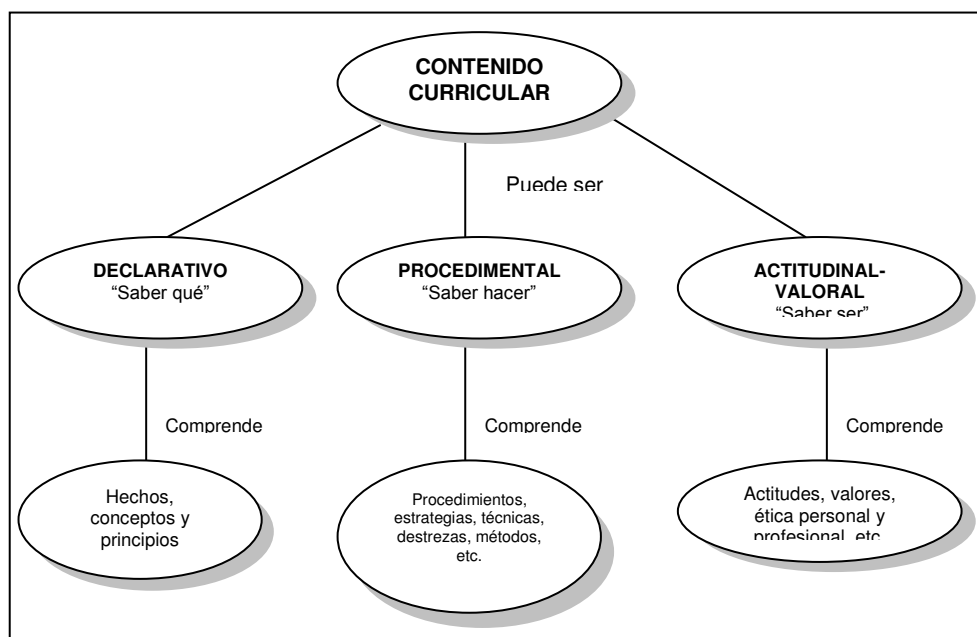 CONTENIDO
CURRICULAR
Puede ser
DECLARATIVO
“Saber qué”
PROCEDIMENTAL
“Saber hacer”
ACTITUDINAL-
VALORAL
“Saber ser”
Comprende
Comprende
Comprende
Hechos,
conceptos y
principios
Procedimientos,
estrategias, técnicas,
destrezas, métodos,
etc.
Actitudes, valores,
ética personal y
profesional, etc